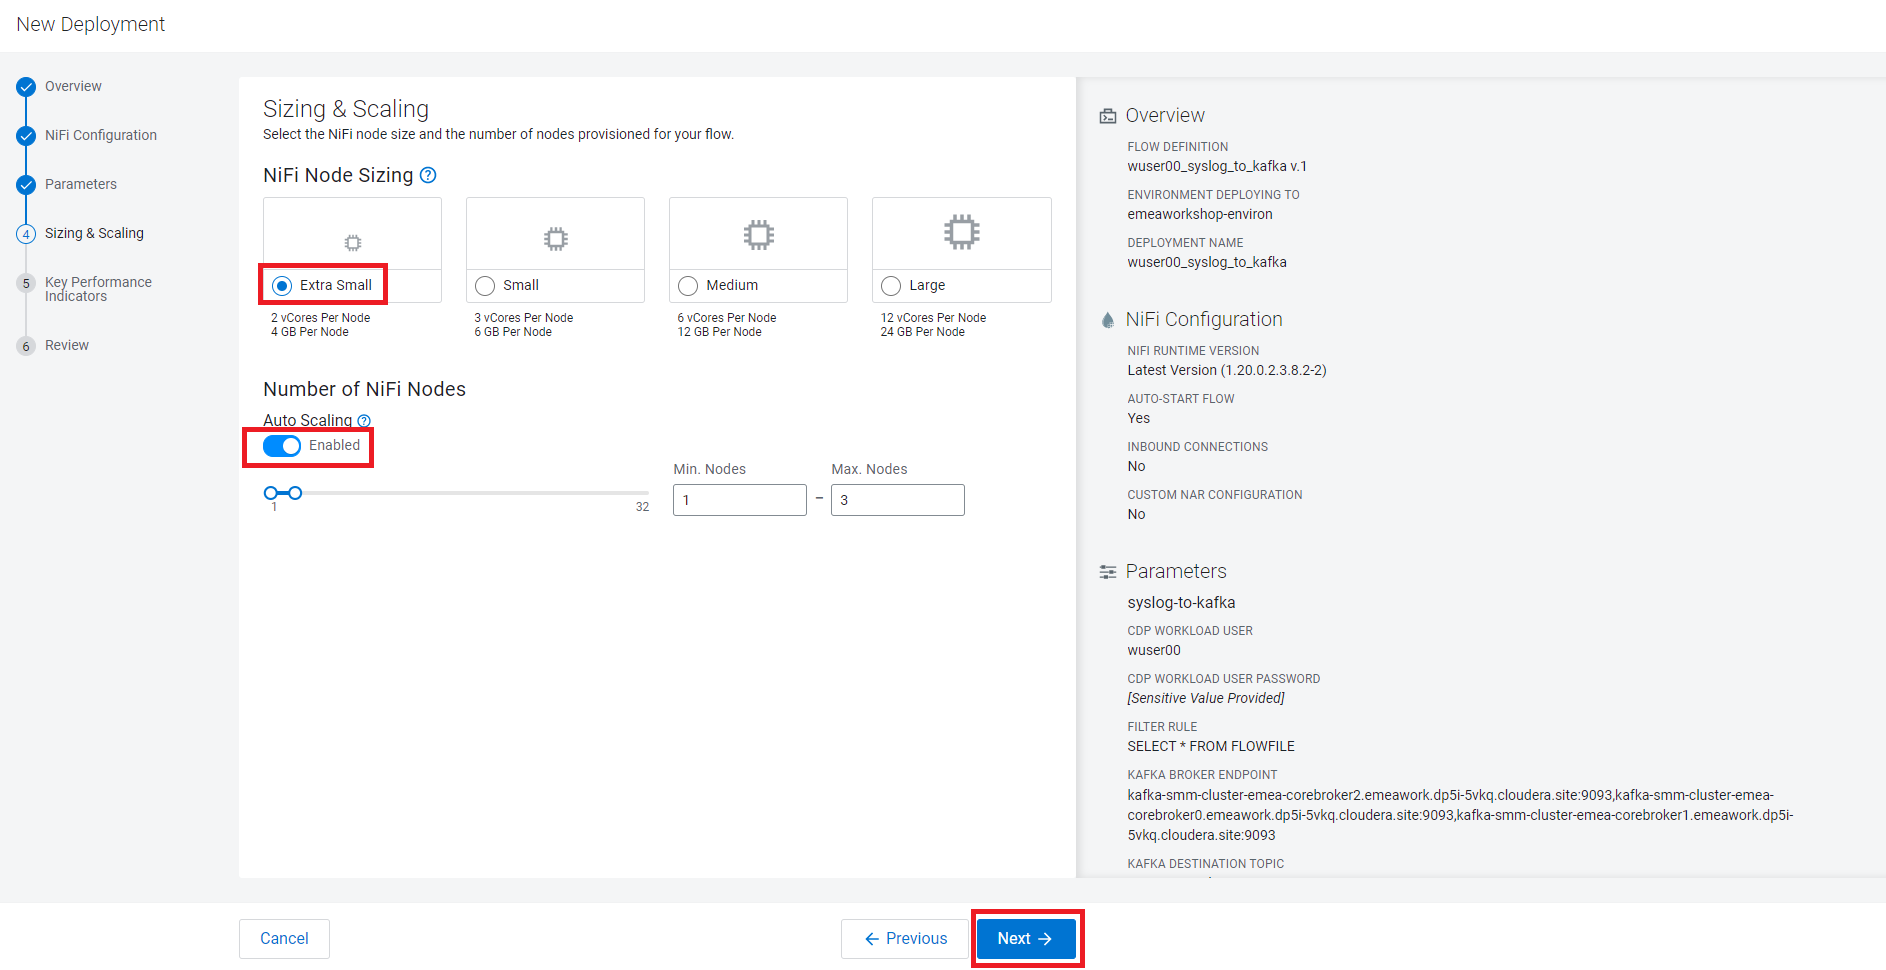 New Deployment
Overview
NiFi Configuration
Parameters
4 Sizing & Scaling
5 Key Performance
Indicators
6 Review
Sizing & Scaling
Select the NiFi node size and the number of nodes provisioned for your flow.
NiFi Node Sizing ?
Extra Small
2 vCores Per Node
4 GB Per Node
Small
3 vCores Per Node
6 GB Per Node
Medium
6 vCores Per Node
12 GB Per Node
Large
12 vCores Per Node
24 GB Per Node
Number of NiFi Nodes
Auto Scaling ?
Enabled
1
32
Min. Nodes
1
–
Max. Nodes
3
Overview
FLOW DEFINITION
wuser00_syslog_to_kafka v.1
ENVIRONMENT DEPLOYING TO
emeaworkshop-environ
DEPLOYMENT NAME
wuser00_syslog_to_kafka
NiFi Configuration
NIFI RUNTIME VERSION
Latest Version (1.20.0.2.3.8.2-2)
AUTO-START FLOW
Yes
INBOUND CONNECTIONS
No
CUSTOM NAR CONFIGURATION
No
Parameters
syslog-to-kafka
CDP WORKLOAD USER
wuser00
CDP WORKLOAD USER PASSWORD
[Sensitive Value Provided]
FILTER RULE
SELECT * FROM FLOWFILE
KAFKA BROKER ENDPOINT
kafka-smm-cluster-emea-corebroker2.emeawork.dp5i-5vkq.cloudera.site:9093,kafka-smm-cluster-emea-
corebroker0.emeawork.dp5i-5vkq.cloudera.site:9093,kafka-smm-cluster-emea-corebroker1.emeawork.dp5i-
5vkq.cloudera.site:9093
KAFKA DESTINATION TOPIC
Cancel
Previous
Next